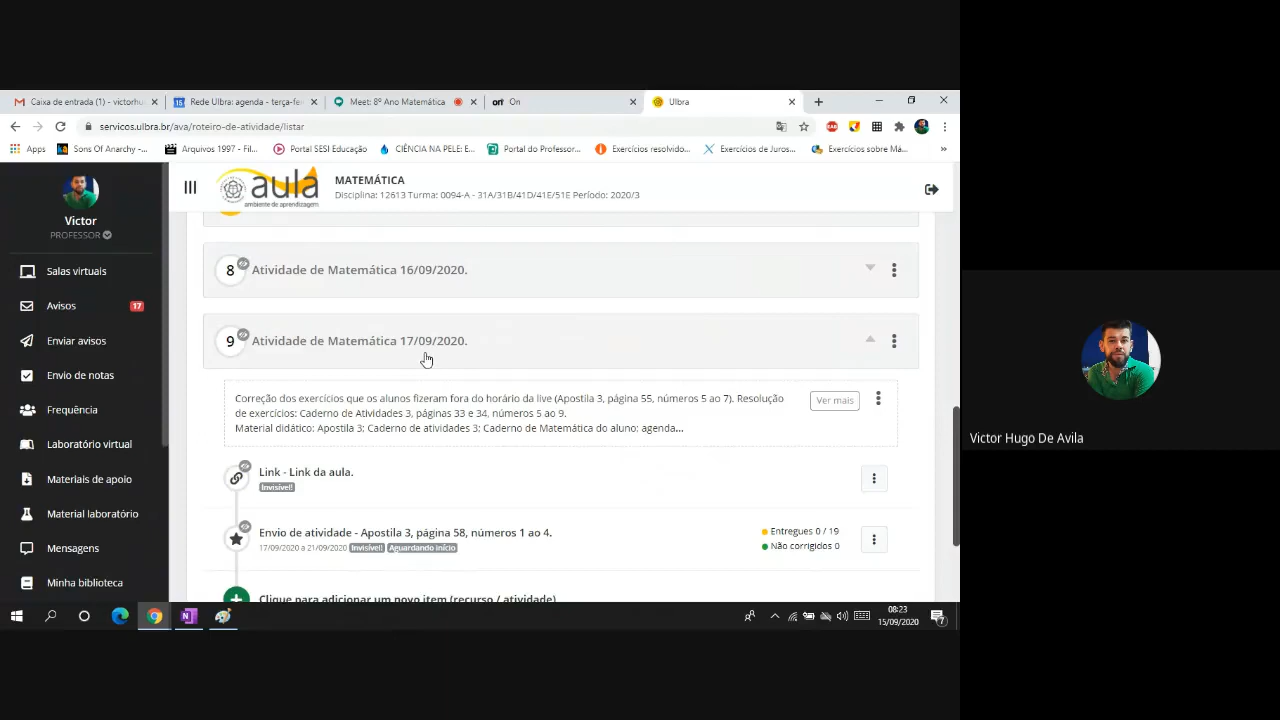 Caixa de entrada (1) - victorhu
Rede Ulbra: agenda - terça-fei
Meet: 8º Ano Matemática
On
Ulbra
servicos.ulbra.br/ava/roteiro-de-atividade/listar
Apps
Sons Of Anarchy -...
Arquivos 1997 - Fil...
Portal SESI Educação
CIÊNCIA NA PELE: E...
Portal do Professor...
Exercícios resolvido...
Exercícios de Juros...
Exercícios sobre Ma...
»
aula
ambiente de aprendizagem
MATEMÁTICA
Disciplina: 12613 Turma: 0094-A - 31A/31B/41D/41E/51E Período: 2020/3
Victor
PROFESSOR
Salas virtuais
Avisos
17
Enviar avisos
Envio de notas
Frequência
Laboratório virtual
Materiais de apoio
Material laboratório
Mensagens
Minha biblioteca
8 Atividade de Matemática 16/09/2020.
9 Atividade de Matemática 17/09/2020.
Correção dos exercícios que os alunos fizeram fora do horário da live (Apostila 3, página 55, números 5 ao 7). Resolução
de exercícios: Caderno de Atividades 3, páginas 33 e 34, números 5 ao 9.
Material didático: Apostila 3; Caderno de atividades 3; Caderno de Matemática do aluno: agenda...
Ver mais
Link - Link da aula.
Invisível!
Envio de atividade - Apostila 3, página 58, números 1 ao 4.
17/09/2020 a 21/09/2020 Invisível! Aguardando início
Entregues 0 / 19
Não corrigidos 0
Clique para adicionar um novo item (recurso / atividade)
08:23
15/09/2020
7
Victor Hugo De Avila